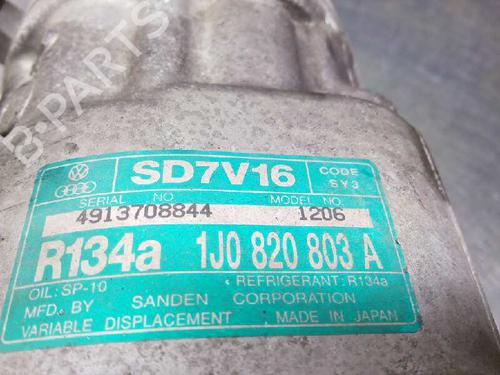 B-PARTS
SD7V16
CODE
SY3
SERIAL NO
MODEL NO.
4913708844
1206
R134a 1J0 820 803 A
OIL: SP-10
REFRIGERANT: R134a
MFD. BY SANDEN CORPORATION
VARIABLE DISPLACEMENT MADE IN JAPAN